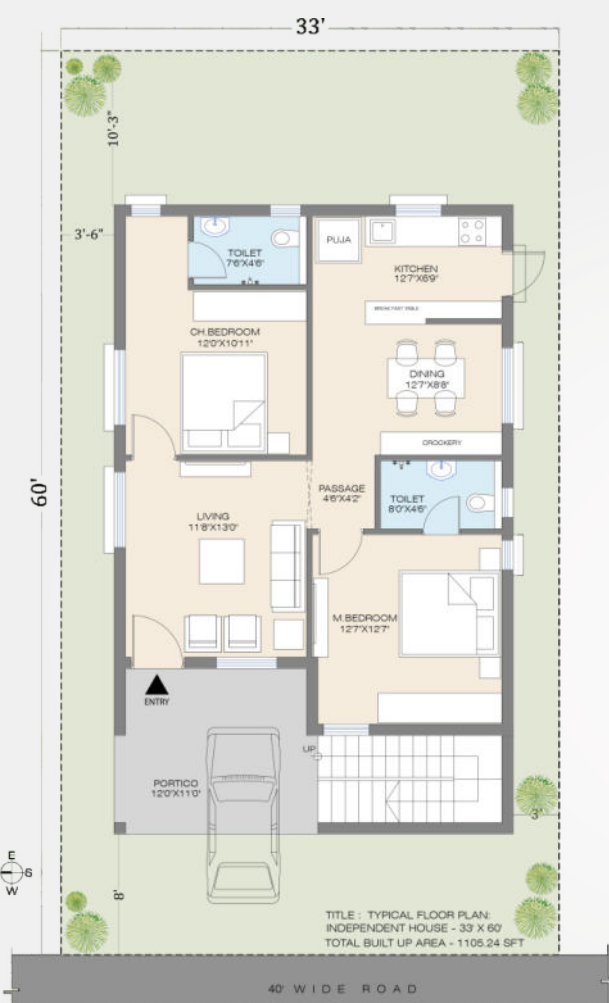 33'
10'-3"
3'-6"
TOILET
7'6'X4'6'
PUJA
KITCHEN
12'7'X6'9'
BREAKFAST TABLE
CH.BEDROOM
12'0'X10'11'
DINING
12'7'X8'8'
CROCKERY
60'
PASSAGE
4'6'X4'2'
TOILET
8'0'X4'6'
LIVING
11'8'X13'0'
M.BEDROOM
12'7'X12'7'
ENTRY
UP
PORTICO
12'0'X11'0'
3'
E
S
W
8'
TITLE : TYPICAL FLOOR PLAN:
INDEPENDENT HOUSE - 33' X 60'
TOTAL BUILT UP AREA - 1105.24 SFT
40' WIDE ROAD